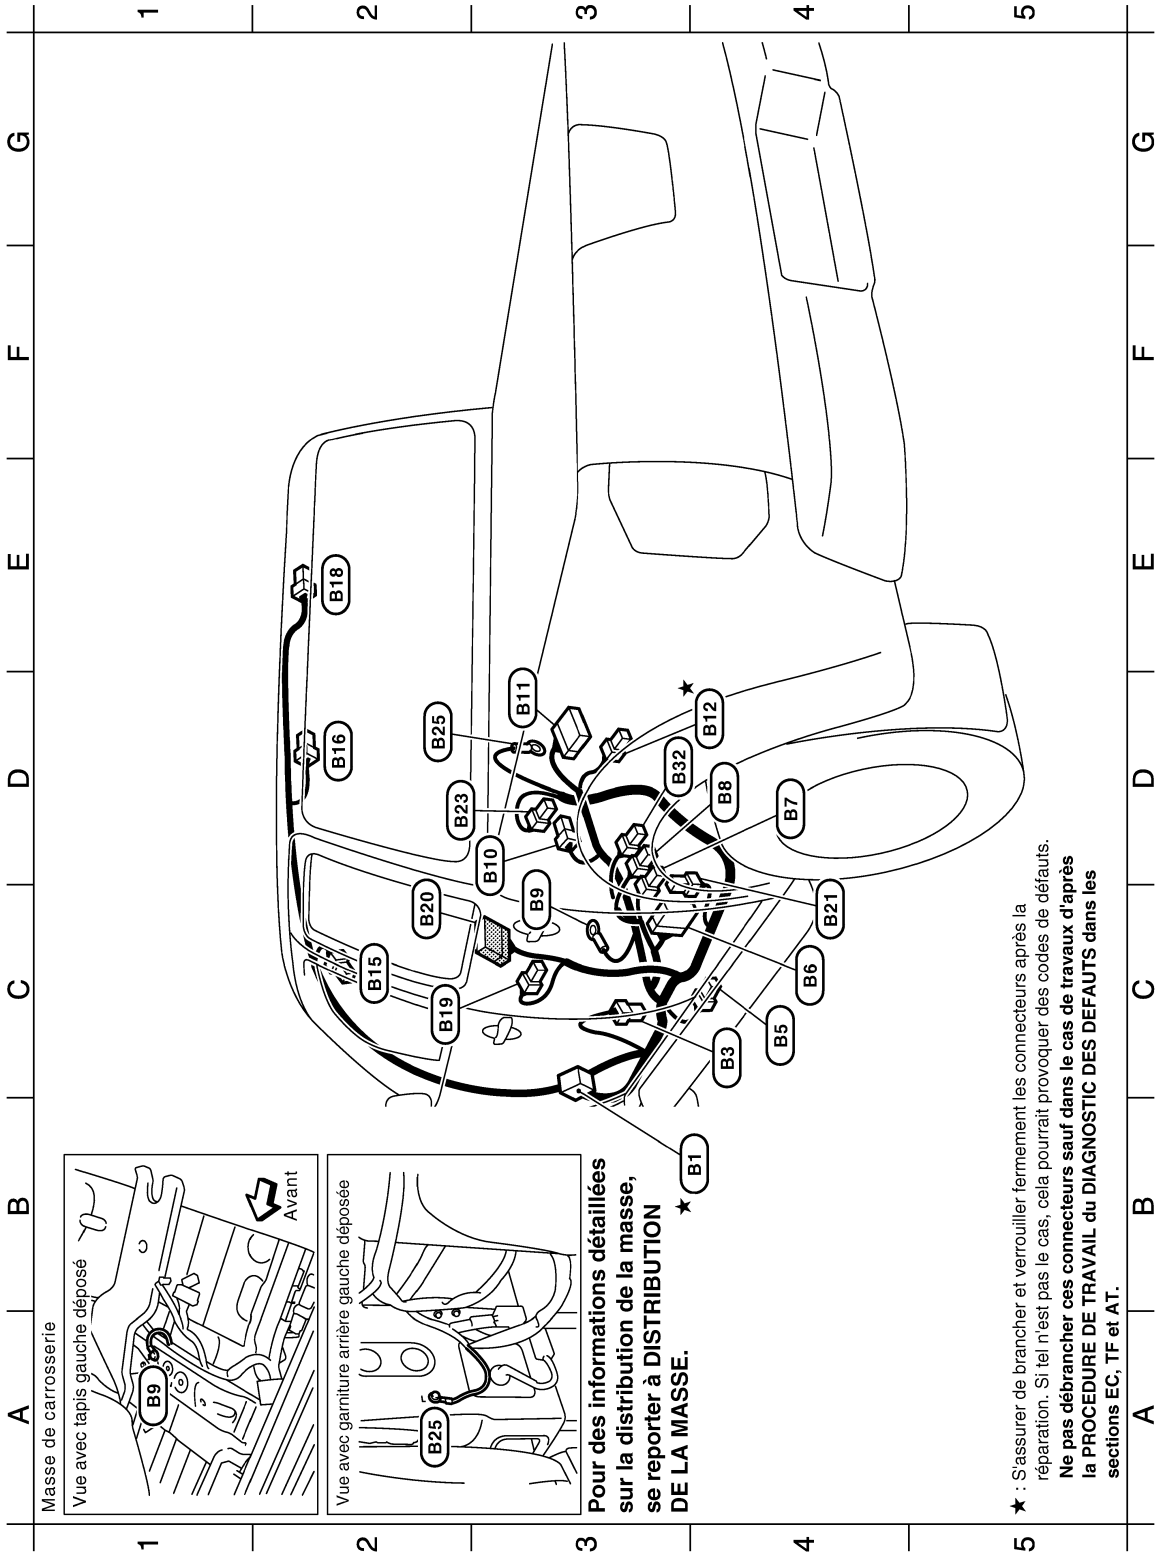 A B C D E F G
1 1
2 2
3 3
4 4
5 5
A B C D E F G
Masse de carrosserie
Vue avec tapis gauche déposé
B9
Avant
Vue avec garniture arrière gauche déposée
B25
Pour des informations détaillées
sur la distribution de la masse,
se reporter à DISTRIBUTION
DE LA MASSE.
B18
B16
B15
B25
B11
B23
B10
B20
B9
B19
B12 ★
B32
B8
B7
B21
B6
B5
B3
★ B1
★ : S'assurer de brancher et verrouiller fermement les connecteurs après la
réparation. Si tel n'est pas le cas, cela pourrait provoquer des codes de défauts.
Ne pas débrancher ces connecteurs sauf dans le cas de travaux d'après
la PROCEDURE DE TRAVAIL du DIAGNOSTIC DES DEFAUTS dans les
sections EC, TF et AT.